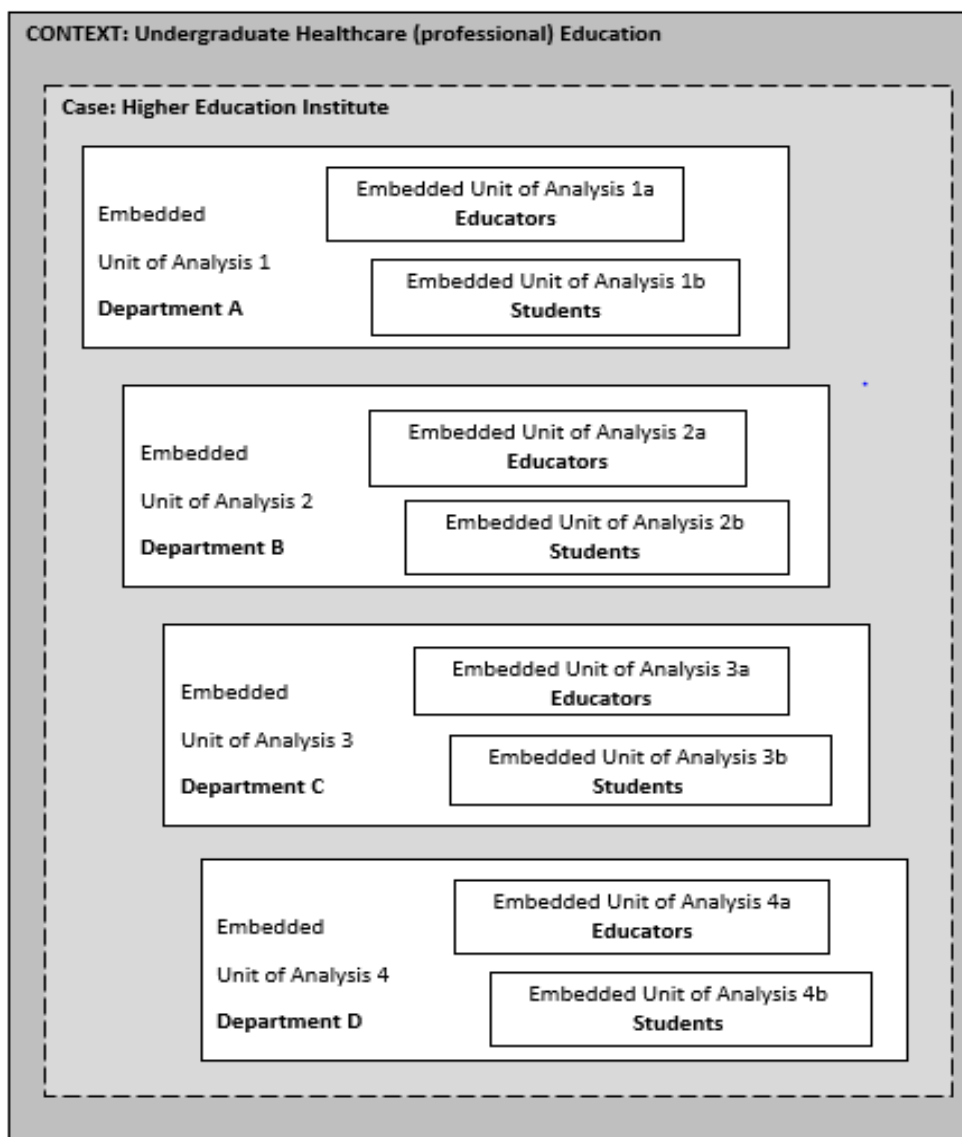 CONTEXT: Undergraduate Healthcare (professional) Education
Case: Higher Education Institute
Embedded
Unit of Analysis 1
Department A
Embedded Unit of Analysis 1a
Educators
Embedded Unit of Analysis 1b
Students
Embedded
Unit of Analysis 2
Department B
Embedded Unit of Analysis 2a
Educators
Embedded Unit of Analysis 2b
Students
Embedded
Unit of Analysis 3
Department C
Embedded Unit of Analysis 3a
Educators
Embedded Unit of Analysis 3b
Students
Embedded
Unit of Analysis 4
Department D
Embedded Unit of Analysis 4a
Educators
Embedded Unit of Analysis 4b
Students